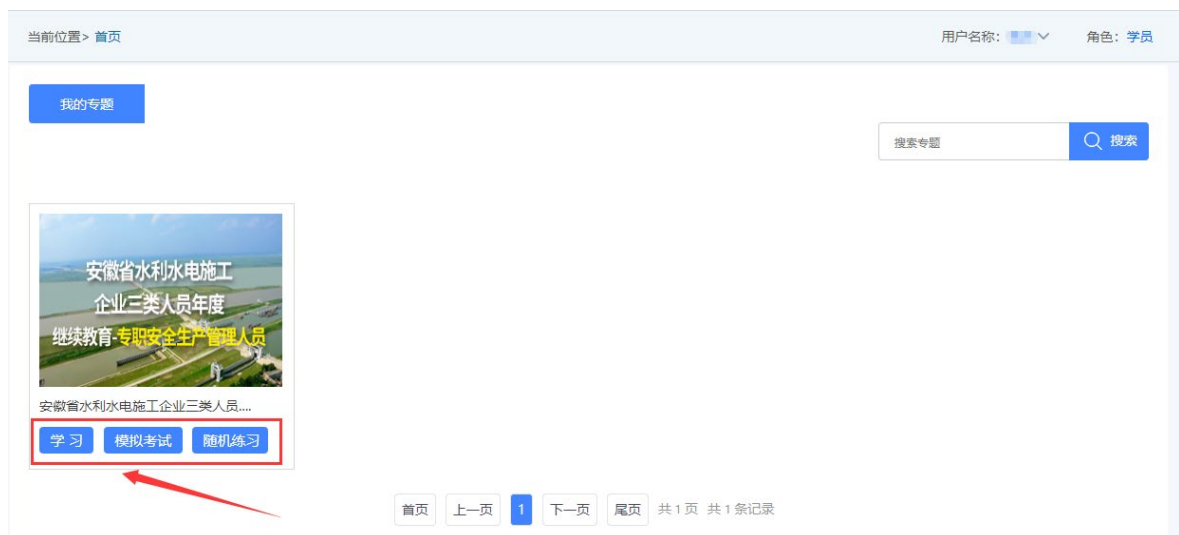 当前位置> 首页
用户名称: 角色: 学员
我的专题
搜索专题 搜索
安徽省水利水电施工
企业三类人员年度
继续教育-专职安全生产管理人员
安徽省水利水电施工企业三类人员....
学 习 模拟考试 随机练习
首页 上一页 1 下一页 尾页 共 1 页 共 1 条记录